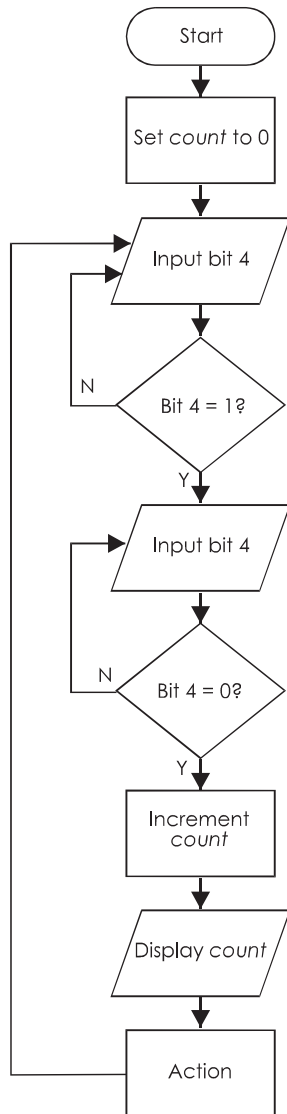 Start
Set count to 0
Input bit 4
N
Bit 4 = 1?
Y
Input bit 4
N
Bit 4 = 0?
Y
Increment
count
Display count
Action